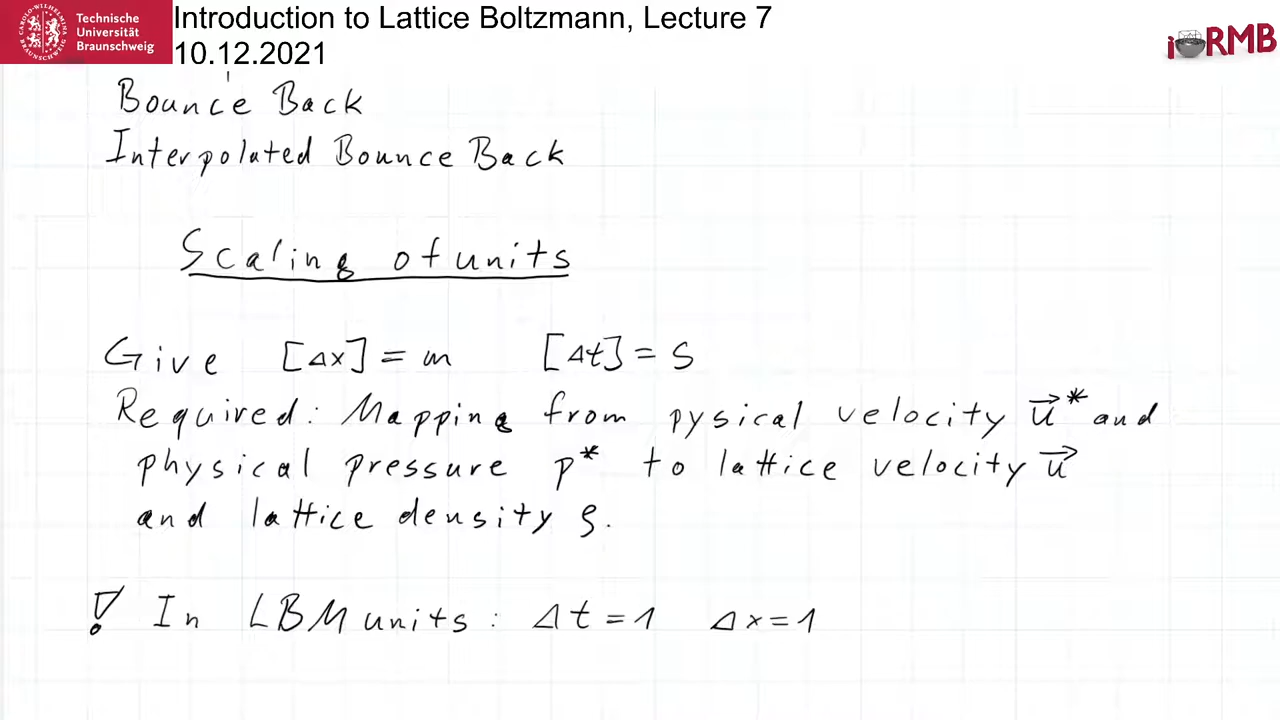 Technische
Universität
Braunschweig
Introduction to Lattice Boltzmann, Lecture 7
10.12.2021
iRMB
Bounce Back
Interpolated Bounce Back
Scaling of units
Give [Δx] = m [Δt] = s
Required: Mapping from pysical velocity u⃗* and
physical pressure p* to lattice velocity u⃗
and lattice density ρ.
! In LBM units: Δt = 1 Δx = 1